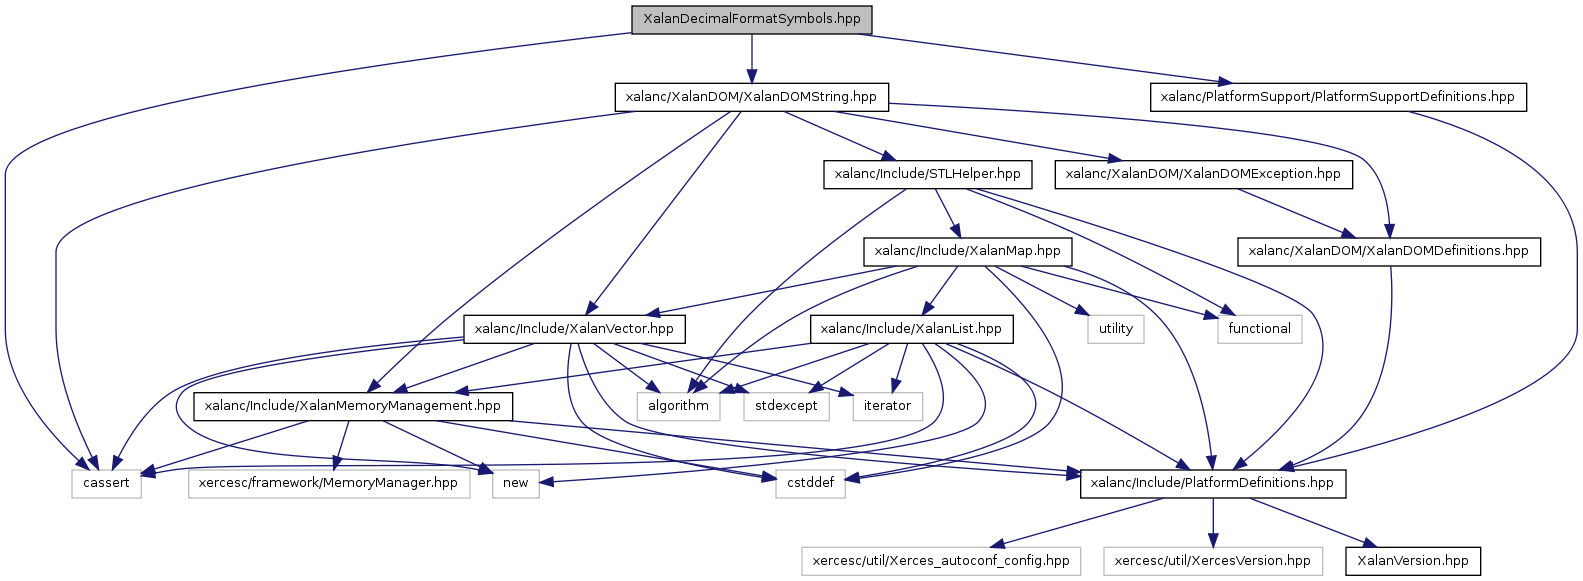 XalanDecimalFormatSymbols.hpp
xalanc/XalanDOM/XalanDOMString.hpp
xalanc/PlatformSupport/PlatformSupportDefinitions.hpp
xalanc/Include/STLHelper.hpp
xalanc/XalanDOM/XalanDOMException.hpp
xalanc/Include/XalanMap.hpp
xalanc/XalanDOM/XalanDOMDefinitions.hpp
xalanc/Include/XalanVector.hpp
xalanc/Include/XalanList.hpp
utility
functional
xalanc/Include/XalanMemoryManagement.hpp
algorithm
stdexcept
iterator
cassert
xercesc/framework/MemoryManager.hpp
new
cstddef
xalanc/Include/PlatformDefinitions.hpp
xercesc/util/Xerces_autoconf_config.hpp
xercesc/util/XercesVersion.hpp
XalanVersion.hpp